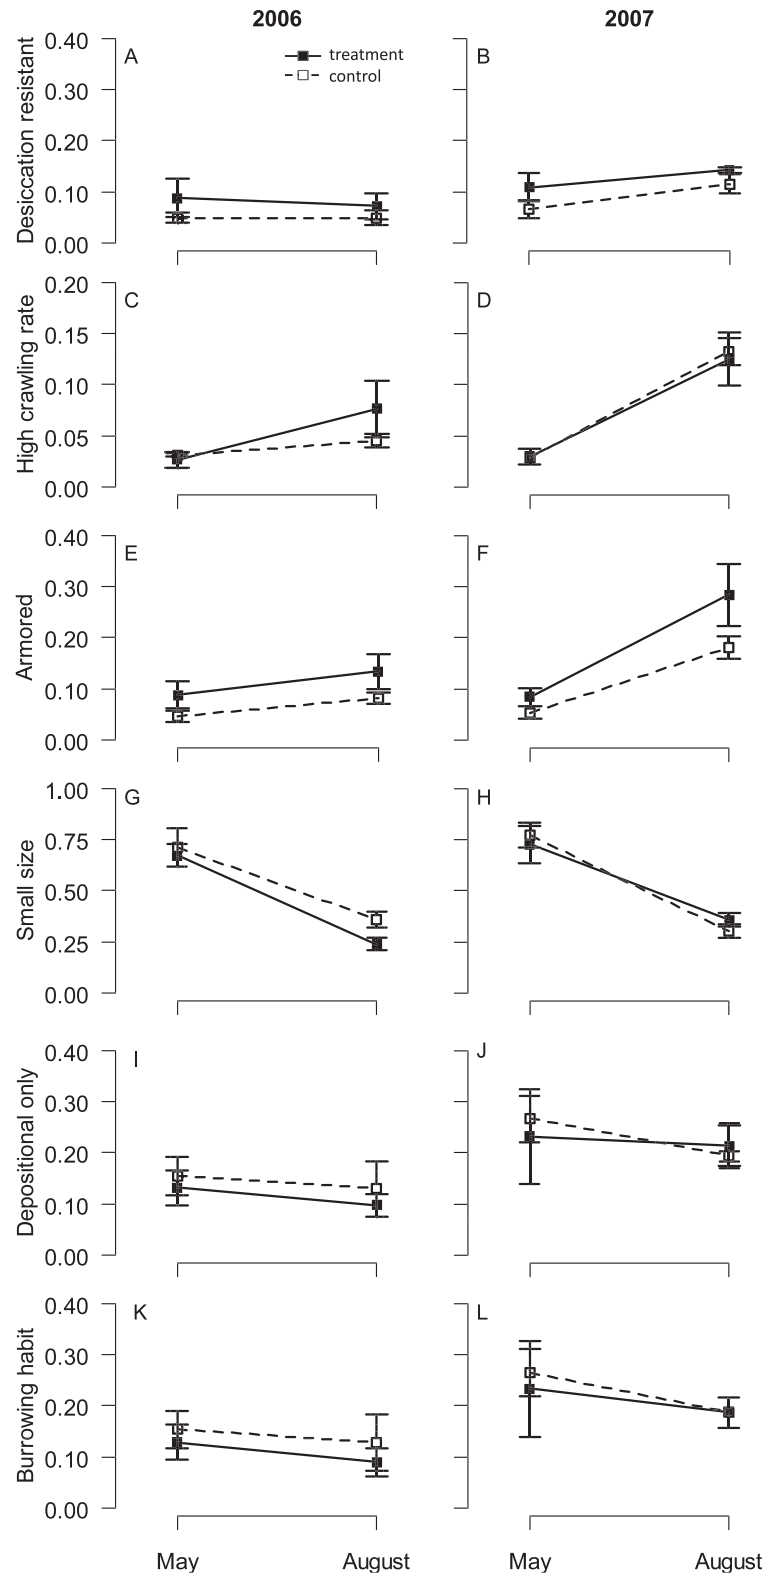 2006 2007
A
treatment
control
0.40
0.30
0.20
0.10
0.00
Desiccation resistant
B
C
0.20
0.15
0.10
0.05
0.00
High crawling rate
D
E
0.40
0.30
0.20
0.10
0.00
Armored
F
G
1.00
0.75
0.50
0.25
0.00
Small size
H
I
0.40
0.30
0.20
0.10
0.00
Depositional only
J
K
0.40
0.30
0.20
0.10
0.00
Burrowing habit
L
May August May August